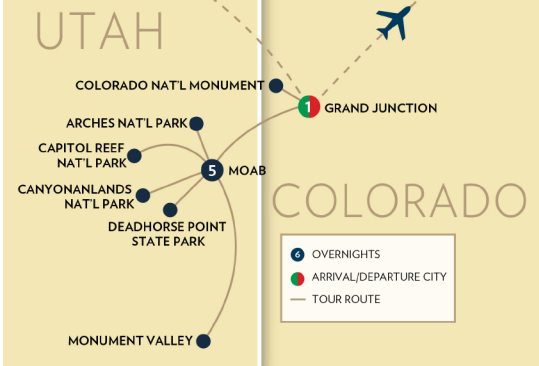 UTAH
COLORADO NAT'L MONUMENT
1
GRAND JUNCTION
ARCHES NAT'L PARK
CAPITOL REEF
NAT'L PARK
5
MOAB
CANYONANLANDS
NAT'L PARK
COLORADO
DEADHORSE POINT
STATE PARK
6 OVERNIGHTS
ARRIVAL/DEPARTURE CITY
TOUR ROUTE
MONUMENT VALLEY